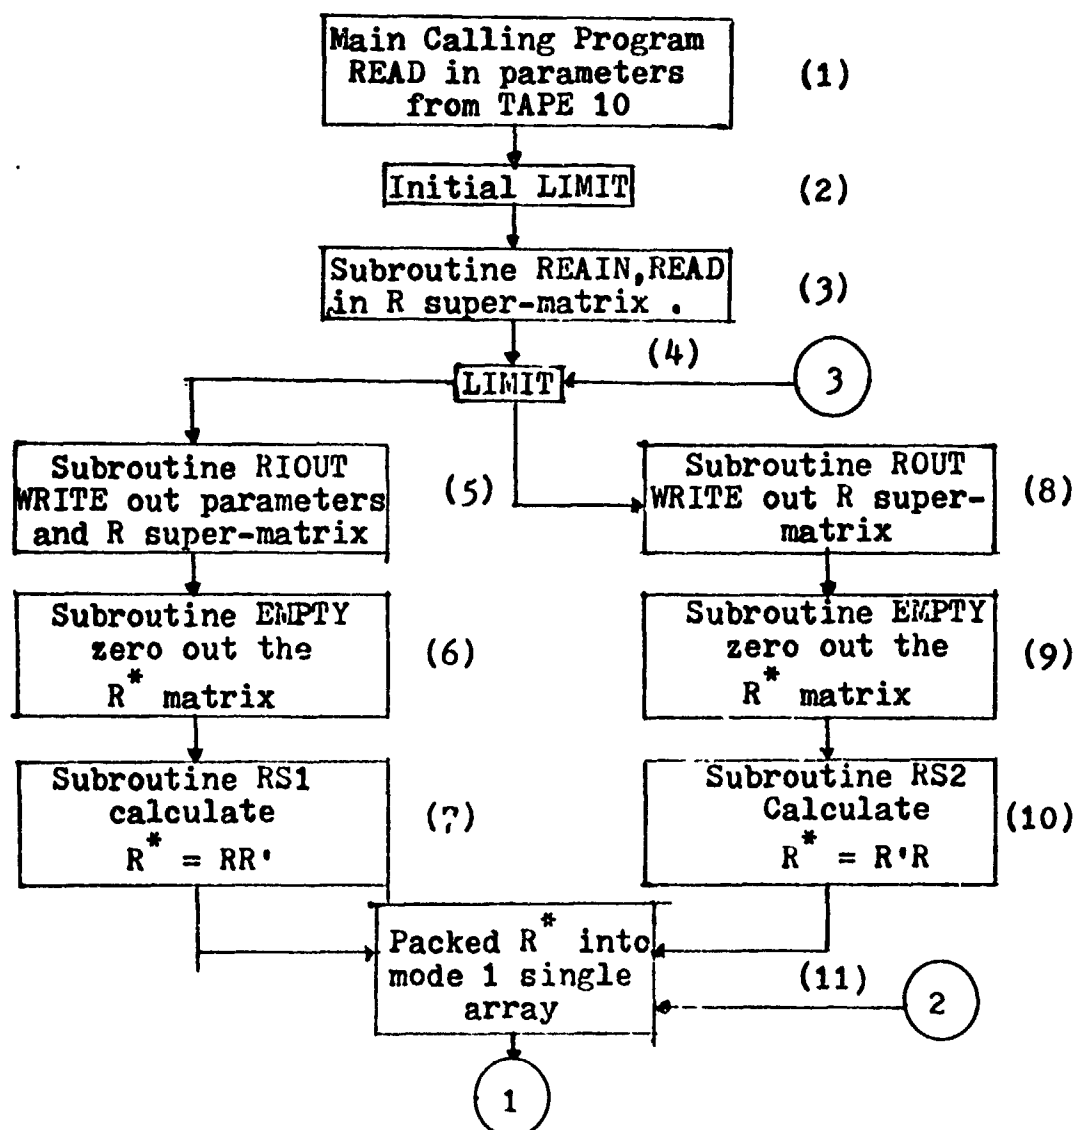 Main Calling Program
READ in parameters
from TAPE 10
(1)
Initial LIMIT
(2)
Subroutine REAIN,READ
in R super-matrix .
(3)
(4)
LIMIT
3
Subroutine RIOUT
WRITE out parameters
and R super-matrix
(5)
Subroutine ROUT
WRITE out R super-
matrix
(8)
Subroutine EMPTY
zero out the
R* matrix
(6)
Subroutine EMPTY
zero out the
R* matrix
(9)
Subroutine RS1
calculate
R* = RR'
(7)
Subroutine RS2
Calculate
R* = R'R
(10)
Packed R* into
mode 1 single
array
(11)
2
1